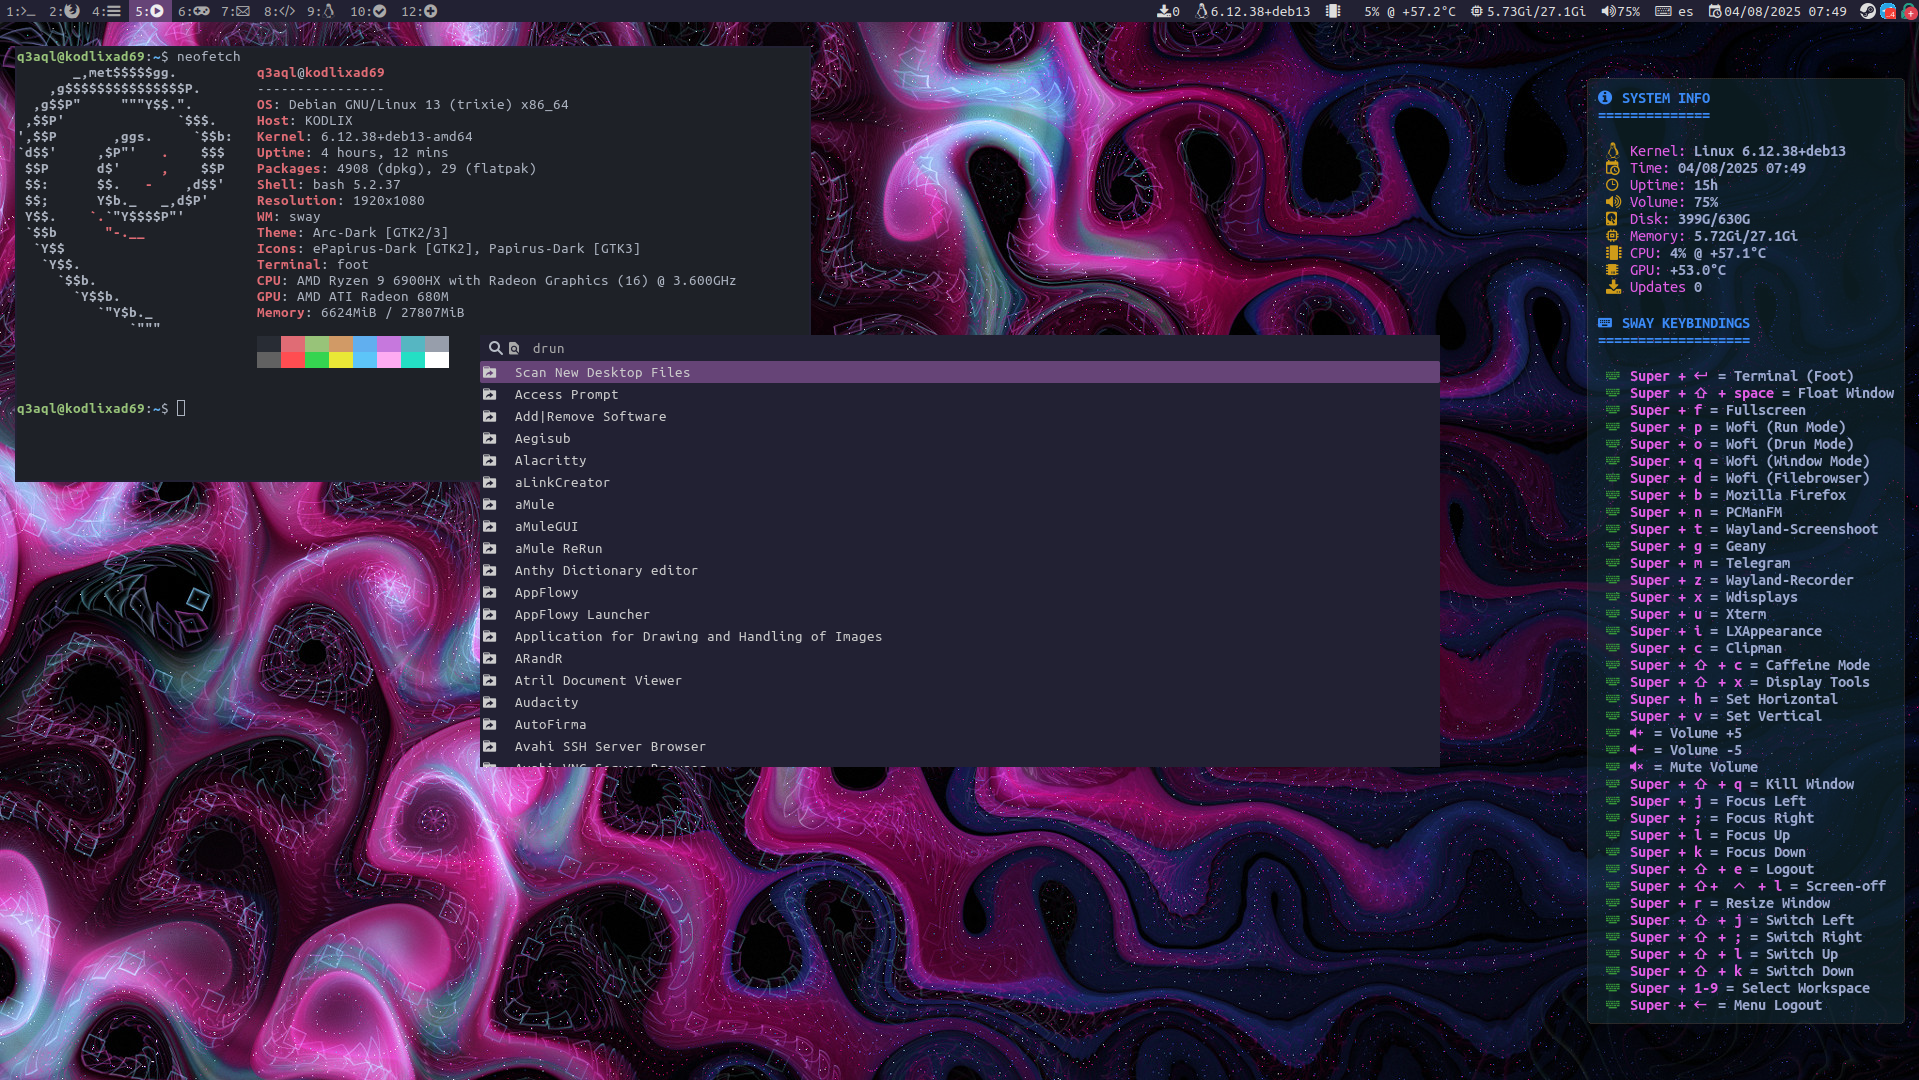 1: 2: 4: 5: 6: 7: 8: 9: 10: 12:
0 6.12.38+deb13 5% @ +57.2°C 5.73Gi/27.1Gi 75% es 04/08/2025 07:49
q3aql@kodlixad69:~$ neofetch
_,met$$$$$gg.
,g$$$$$$$$$$$$$$$P.
,g$$P" """Y$$.".
,$$P' `$$$.
',$$P ,ggs. `$$b:
`d$$' ,$P"' . $$$
$$P d$' , $$P
$$: $$. - ,d$$'
$$; Y$b._ _,d$P'
Y$$. `.`"Y$$$$P"'
`$$b "-.__
`Y$$
`Y$$.
`$$b.
`Y$$b.
`"Y$b._
`"""
q3aql@kodlixad69
----------------
OS: Debian GNU/Linux 13 (trixie) x86_64
Host: KODLIX
Kernel: 6.12.38+deb13-amd64
Uptime: 4 hours, 12 mins
Packages: 4908 (dpkg), 29 (flatpak)
Shell: bash 5.2.37
Resolution: 1920x1080
WM: sway
Theme: Arc-Dark [GTK2/3]
Icons: ePapirus-Dark [GTK2], Papirus-Dark [GTK3]
Terminal: foot
CPU: AMD Ryzen 9 6900HX with Radeon Graphics (16) @ 3.600GHz
GPU: AMD ATI Radeon 680M
Memory: 6624MiB / 27807MiB
q3aql@kodlixad69:~$
drun
Scan New Desktop Files
Access Prompt
Add|Remove Software
Aegisub
Alacritty
aLinkCreator
aMule
aMuleGUI
aMule ReRun
Anthy Dictionary editor
AppFlowy
AppFlowy Launcher
Application for Drawing and Handling of Images
ARandR
Atril Document Viewer
Audacity
AutoFirma
Avahi SSH Server Browser
Avahi VNC Server Browser
SYSTEM INFO
==============
Kernel: Linux 6.12.38+deb13
Time: 04/08/2025 07:49
Uptime: 15h
Volume: 75%
Disk: 399G/630G
Memory: 5.72Gi/27.1Gi
CPU: 4% @ +57.1°C
GPU: +53.0°C
Updates 0
SWAY KEYBINDINGS
===================
Super + ↵ = Terminal (Foot)
Super + ⇧ + space = Float Window
Super + f = Fullscreen
Super + p = Wofi (Run Mode)
Super + o = Wofi (Drun Mode)
Super + q = Wofi (Window Mode)
Super + d = Wofi (Filebrowser)
Super + b = Mozilla Firefox
Super + n = PCManFM
Super + t = Wayland-Screenshoot
Super + g = Geany
Super + m = Telegram
Super + z = Wayland-Recorder
Super + x = Wdisplays
Super + u = Xterm
Super + i = LXAppearance
Super + c = Clipman
Super + ⇧ + c = Caffeine Mode
Super + ⇧ + x = Display Tools
Super + h = Set Horizontal
Super + v = Set Vertical
= Volume +5
= Volume -5
= Mute Volume
Super + ⇧ + q = Kill Window
Super + j = Focus Left
Super + ; = Focus Right
Super + l = Focus Up
Super + k = Focus Down
Super + ⇧ + e = Logout
Super + ⇧+ ^ + l = Screen-off
Super + r = Resize Window
Super + ⇧ + j = Switch Left
Super + ⇧ + ; = Switch Right
Super + ⇧ + l = Switch Up
Super + ⇧ + k = Switch Down
Super + 1-9 = Select Workspace
Super + ← = Menu Logout